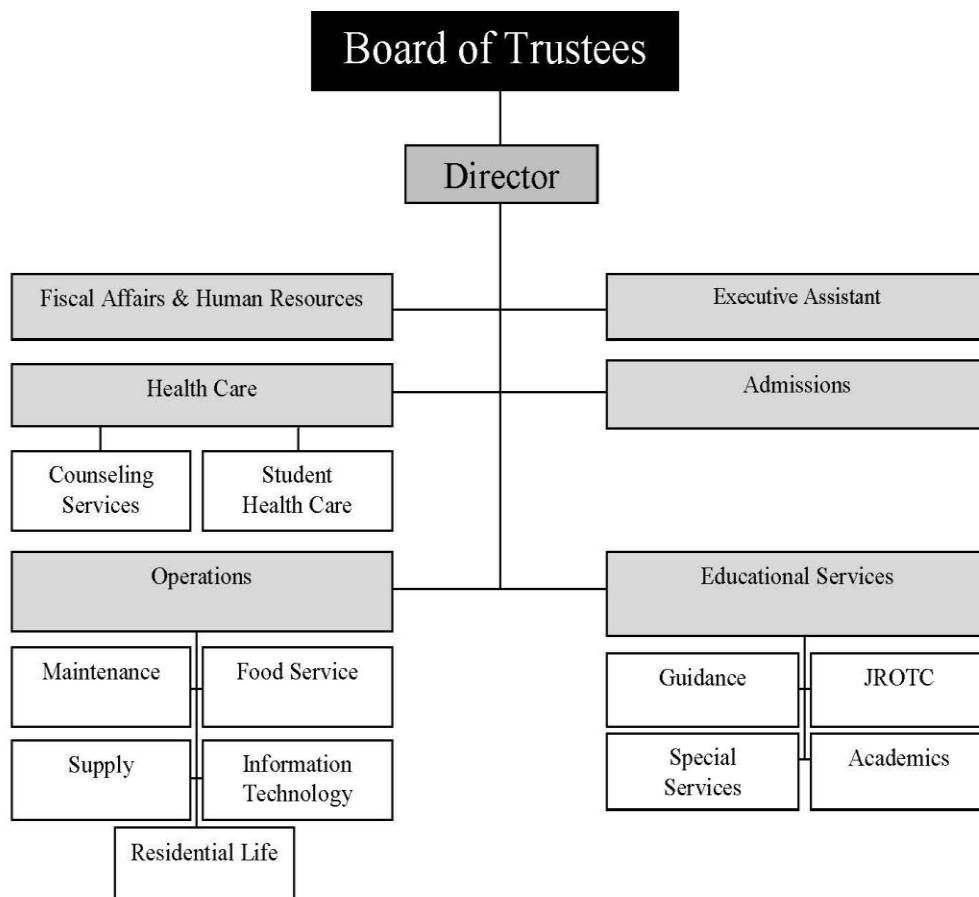 Board of Trustees
Director
Fiscal Affairs & Human Resources
Executive Assistant
Health Care
Admissions
Counseling
Services
Student
Health Care
Operations
Educational Services
Maintenance
Food Service
Guidance
JROTC
Supply
Information
Technology
Special
Services
Academics
Residential Life